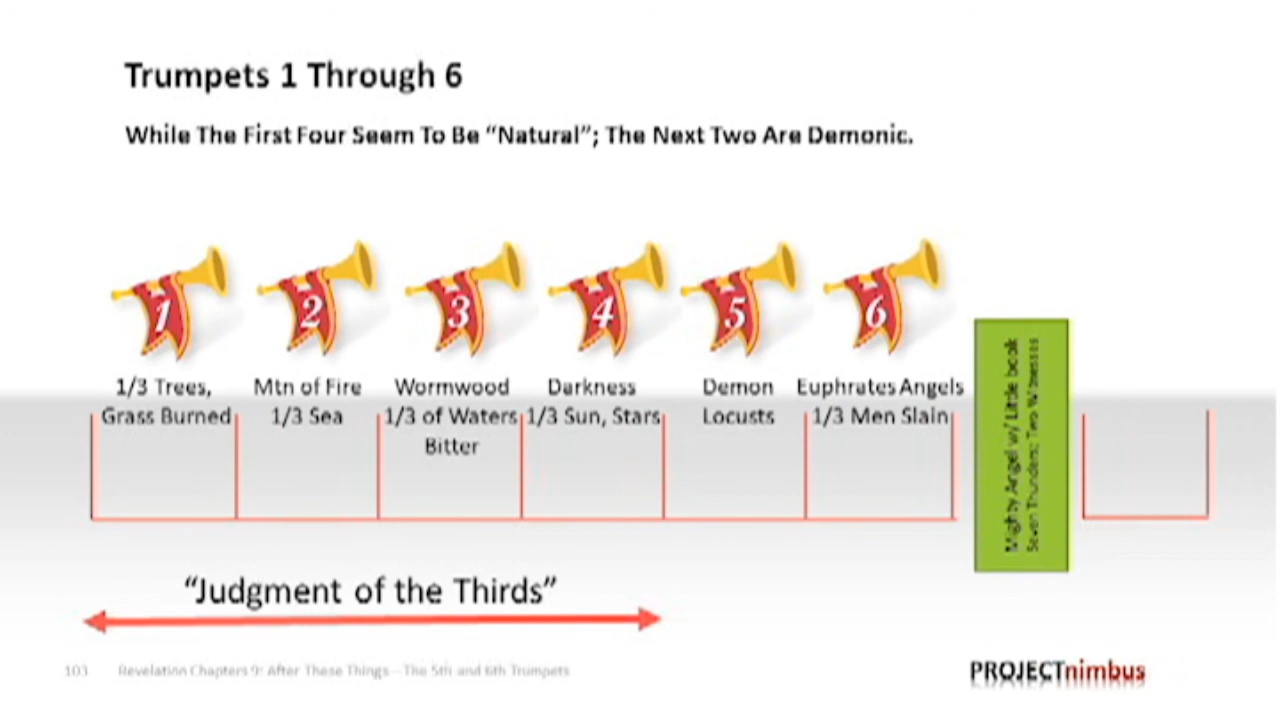 Trumpets 1 Through 6
While The First Four Seem To Be “Natural”; The Next Two Are Demonic.
1
2
3
4
5
6
1/3 Trees,
Grass Burned
Mtn of Fire
1/3 Sea
Wormwood
1/3 of Waters
Bitter
Darkness
1/3 Sun, Stars
Demon
Locusts
Euphrates Angels
1/3 Men Slain
Mighty Angel w/ Little book
Seven Thunders; Two Witnesses
“Judgment of the Thirds”
103 Revelation Chapters 9: After These Things—The 5th and 6th Trumpets
PROJECTnimbus